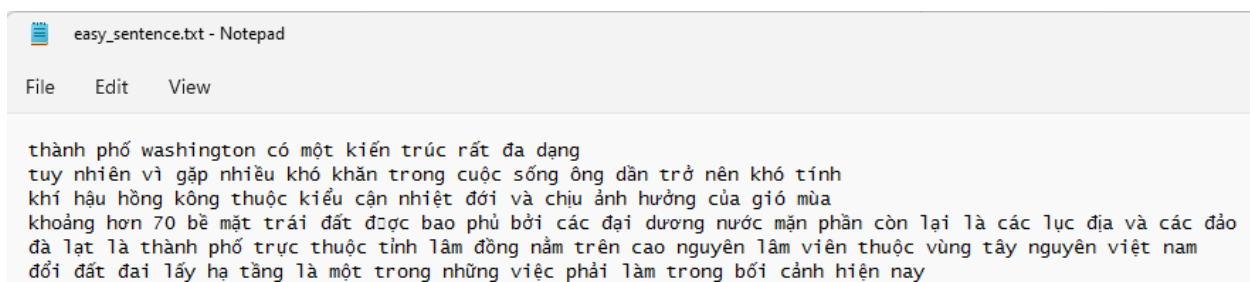 easy_sentence.txt - Notepad
File Edit View
thành phố washington có một kiến trúc rất đa dạng
tuy nhiên vì gặp nhiều khó khăn trong cuộc sống ông dần trở nên khó tính
khí hậu hồng kông thuộc kiểu cận nhiệt đới và chịu ảnh hưởng của gió mùa
khoảng hơn 70 bề mặt trái đất đ▯ợc bao phủ bởi các đại dương nước mặn phần còn lại là các lục địa và các đảo
đà lạt là thành phố trực thuộc tỉnh lâm đồng nằm trên cao nguyên lâm viên thuộc vùng tây nguyên việt nam
đổi đất đai lấy hạ tầng là một trong những việc phải làm trong bối cảnh hiện nay